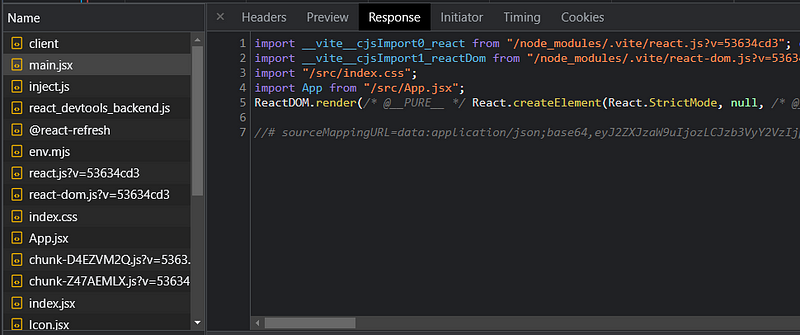 Name
client
main.jsx
inject.js
react_devtools_backend.js
@react-refresh
env.mjs
react.js?v=53634cd3
react-dom.js?v=53634cd3
index.css
App.jsx
chunk-D4EZVM2Q.js?v=5363
chunk-Z47AEMLX.js?v=53634
index.jsx
Icon.jsx
× Headers Preview Response Initiator Timing Cookies
1 import __vite__cjsImport0_react from "/node_modules/.vite/react.js?v=53634cd3";
2 import __vite__cjsImport1_reactDom from "/node_modules/.vite/react-dom.js?v=53634
3 import "/src/index.css";
4 import App from "/src/App.jsx";
5 ReactDOM.render(/* @__PURE__ */ React.createElement(React.StrictMode, null, /* @
6
7 //# sourceMappingURL=data:application/json;base64,eyJ2ZXJzaW9uIjozLCJzb3VyY2VzIj